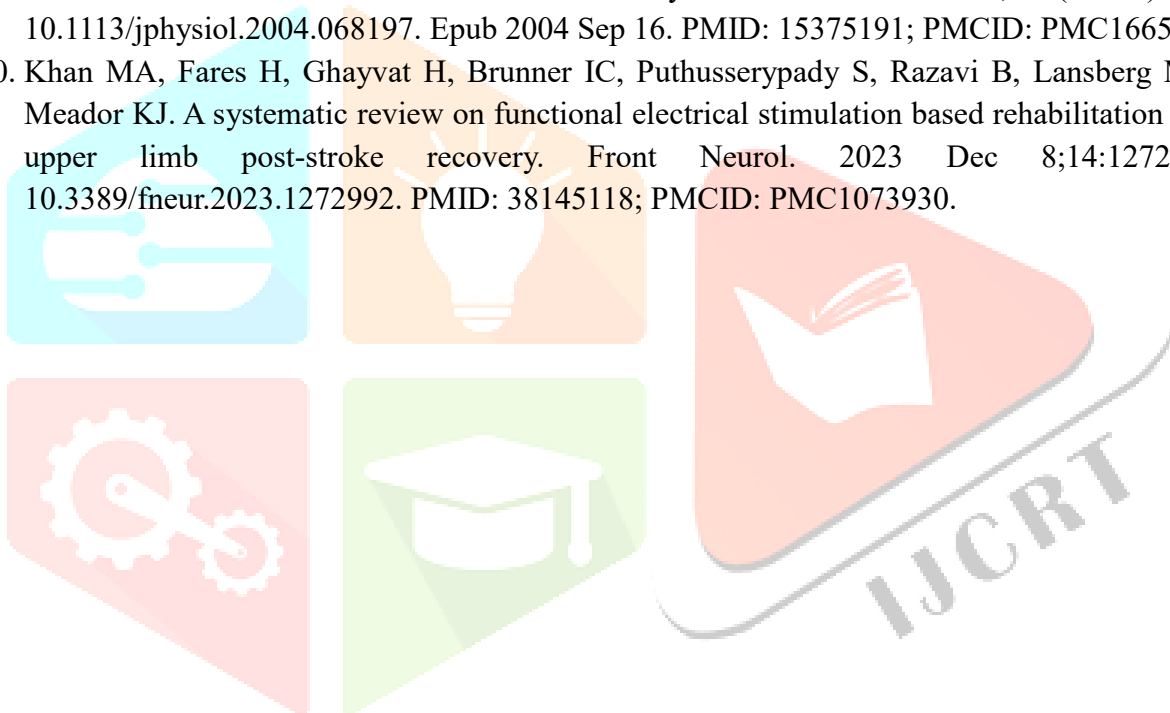 10.1113/jphysiol.2004.068197. Epub 2004 Sep 16. PMID: 15375191; PMCID: PMC1665
0. Khan MA, Fares H, Ghayvat H, Brunner IC, Puthusserypady S, Razavi B, Lansberg
Meador KJ. A systematic review on functional electrical stimulation based rehabilitation
upper limb post-stroke recovery. Front Neurol. 2023 Dec 8;14:1272
10.3389/fneur.2023.1272992. PMID: 38145118; PMCID: PMC1073930.
IJCRT